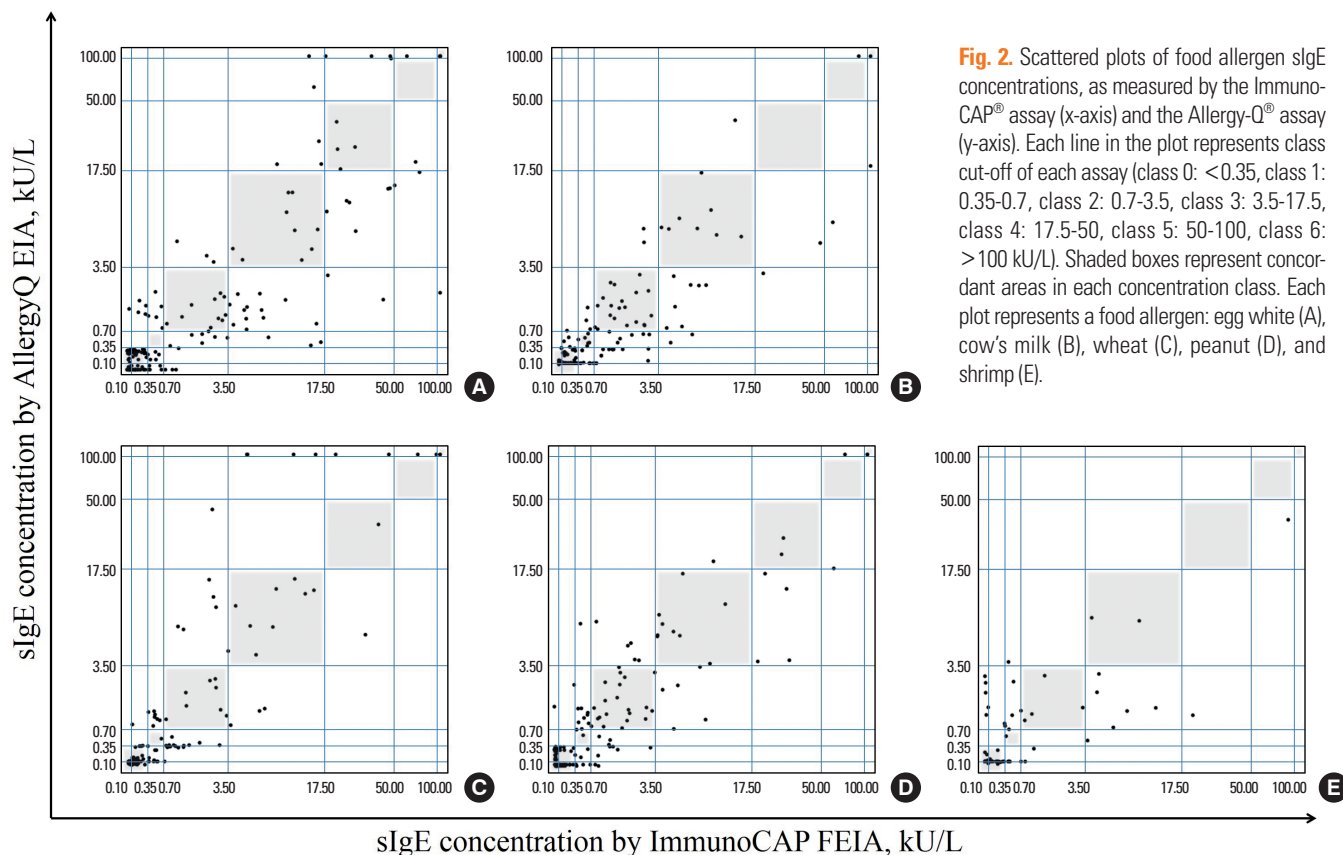 sIgE concentration by AllergyQ EIA, kU/L
100.00
50.00
17.50
3.50
0.70
0.35
0.10
0.10 0.35 0.70 3.50 17.50 50.00 100.00
A
100.00
50.00
17.50
3.50
0.70
0.35
0.10
0.10 0.35 0.70 3.50 17.50 50.00 100.00
B
Fig. 2. Scattered plots of food allergen sIgE
concentrations, as measured by the Immuno-
CAP® assay (x-axis) and the Allergy-Q® assay
(y-axis). Each line in the plot represents class
cut-off of each assay (class 0: <0.35, class 1:
0.35-0.7, class 2: 0.7-3.5, class 3: 3.5-17.5,
class 4: 17.5-50, class 5: 50-100, class 6:
>100 kU/L). Shaded boxes represent concor-
dant areas in each concentration class. Each
plot represents a food allergen: egg white (A),
cow's milk (B), wheat (C), peanut (D), and
shrimp (E).
100.00
50.00
17.50
3.50
0.70
0.35
0.10
0.10 0.35 0.70 3.50 17.50 50.00 100.00
C
100.00
50.00
17.50
3.50
0.70
0.35
0.10
0.10 0.35 0.70 3.50 17.50 50.00 100.00
D
100.00
50.00
17.50
3.50
0.70
0.35
0.10
0.10 0.35 0.70 3.50 17.50 50.00 100.00
E
sIgE concentration by ImmunoCAP FEIA, kU/L